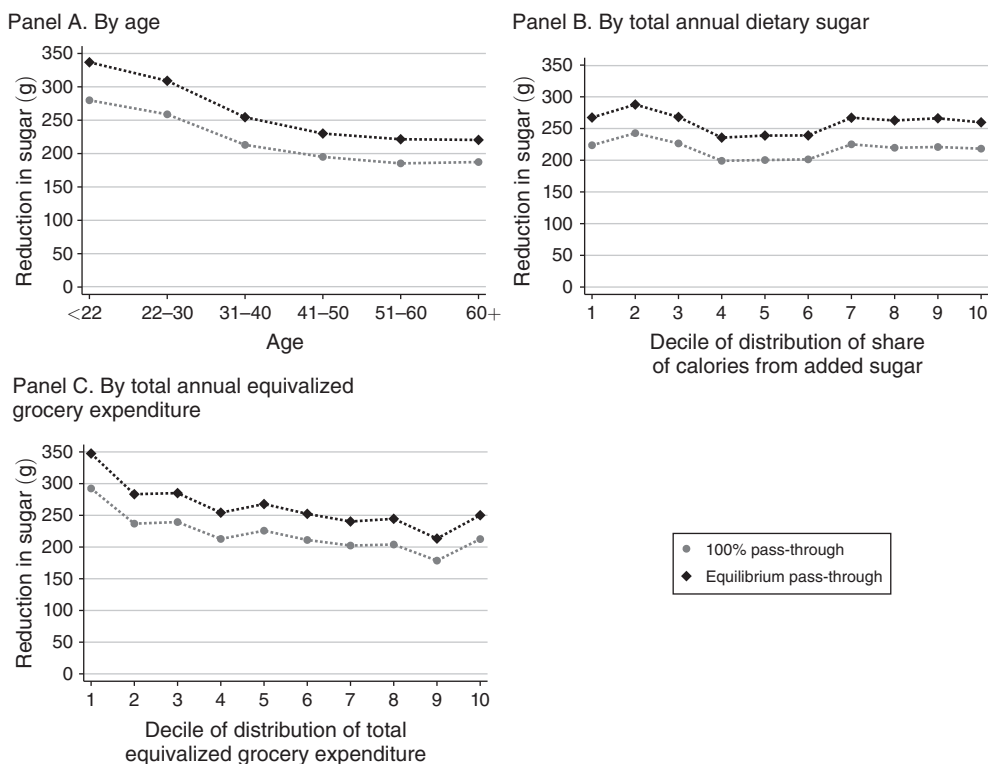 Panel A. By age
350
300
250
200
150
100
50
0
Reduction in sugar (g)
<22 22–30 31–40 41–50 51–60 60+
Age
Panel B. By total annual dietary sugar
350
300
250
200
150
100
50
0
Reduction in sugar (g)
1 2 3 4 5 6 7 8 9 10
Decile of distribution of share
of calories from added sugar
Panel C. By total annual equivalized
grocery expenditure
350
300
250
200
150
100
50
0
Reduction in sugar (g)
1 2 3 4 5 6 7 8 9 10
Decile of distribution of total
equivalized grocery expenditure
100% pass-through
Equilibrium pass-through